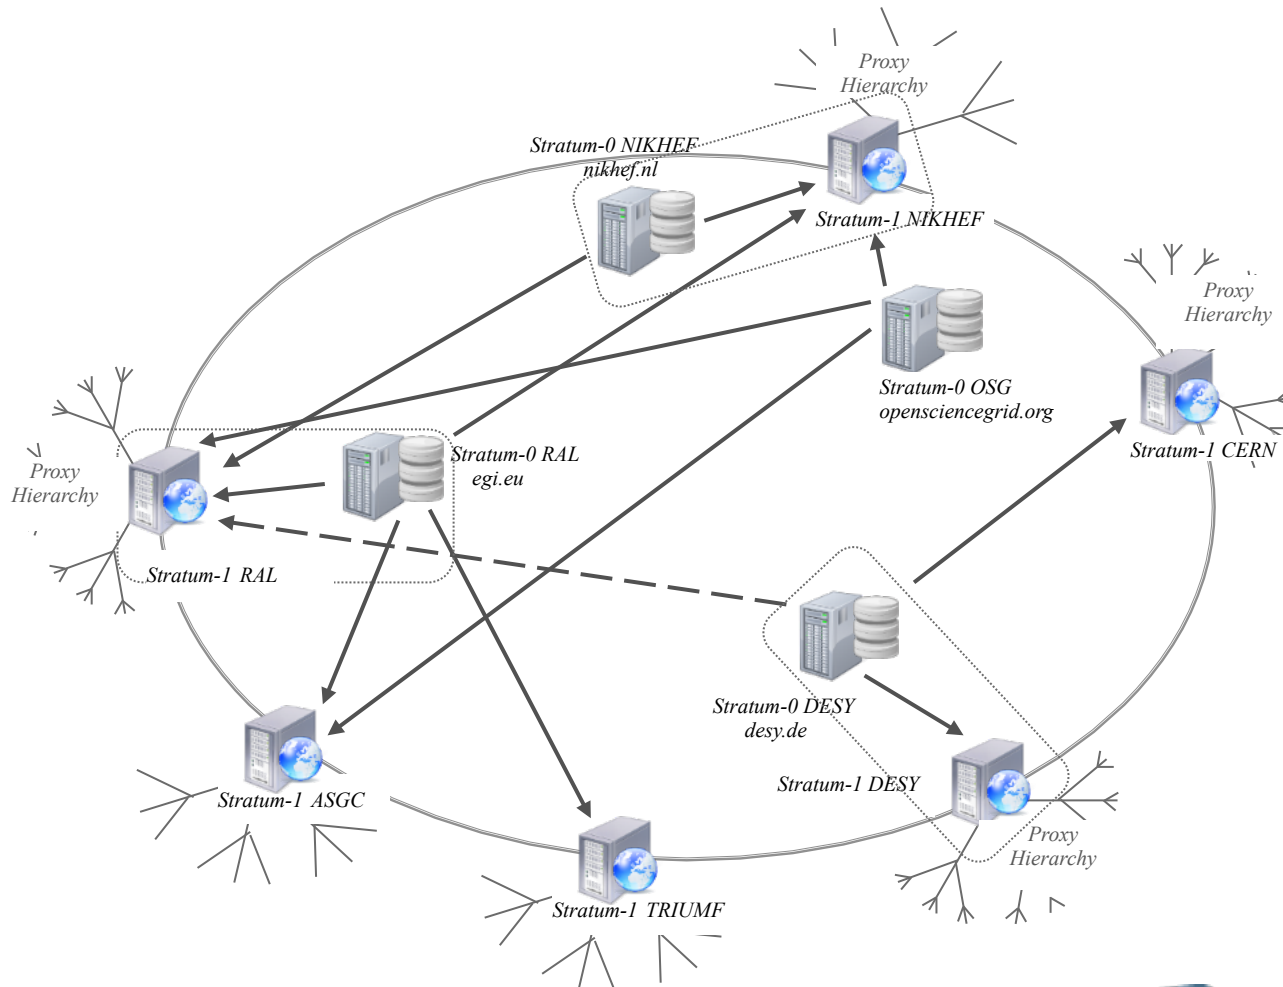 Proxy
Hierarchy
Stratum-0 NIKHEF
nikhef.nl
Stratum-1 NIKHEF
Proxy
Hierarchy
Stratum-0 OSG
opensciencegrid.org
Stratum-1 CERN
Stratum-0 RAL
egi.eu
Proxy
Hierarchy
Stratum-1 RAL
Stratum-0 DESY
desy.de
Stratum-1 DESY
Stratum-1 ASGC
Proxy
Hierarchy
Stratum-1 TRIUMF